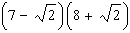 (7 − √2)(8 + √2)